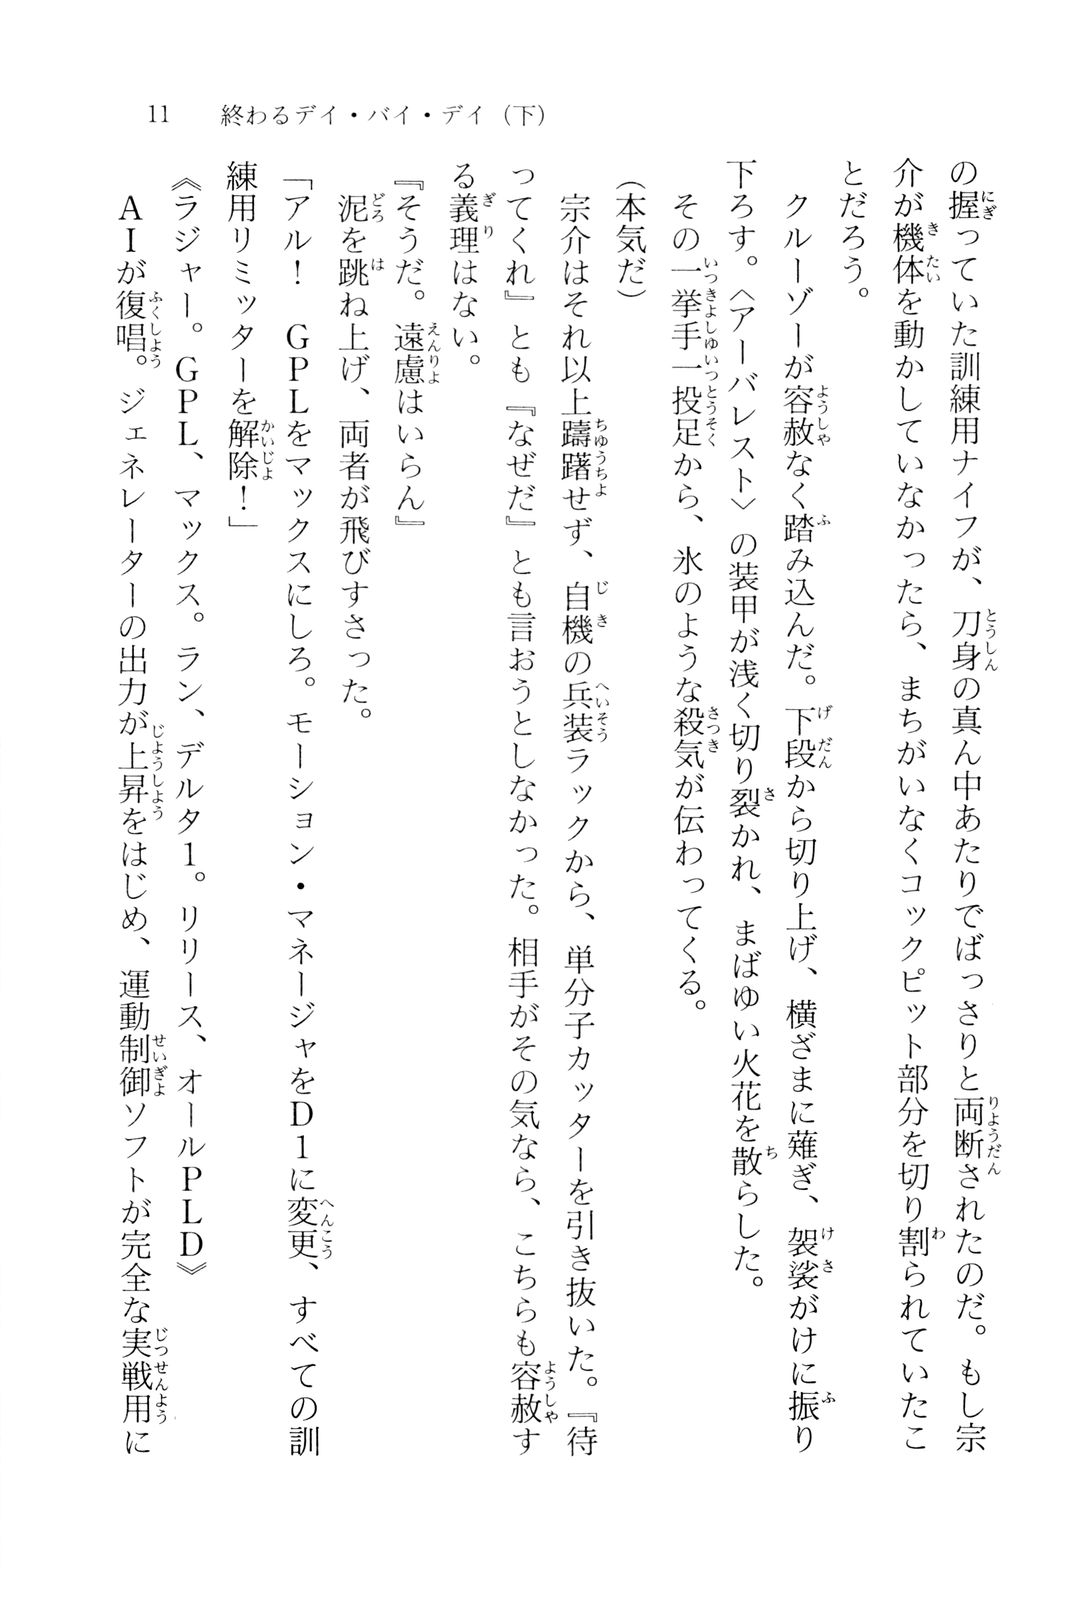 11　終わるデイ・バイ・デイ（下）
の握っていた訓練用ナイフが、刀身の真ん中あたりでばっさりと両断されたのだ。もし宗
介が機体を動かしていなかったら、まちがいなくコックピット部分を切り割られていたこ
とだろう。
　クルーゾーが容赦なく踏み込んだ。下段から切り上げ、横ざまに薙ぎ、袈裟がけに振り
下ろす。〈アーバレスト〉の装甲が浅く切り裂かれ、まばゆい火花を散らした。
　その一挙手一投足から、氷のような殺気が伝わってくる。
（本気だ）
　宗介はそれ以上躊躇せず、自機の兵装ラックから、単分子カッターを引き抜いた。『待
ってくれ』とも『なぜだ』とも言おうとしなかった。相手がその気なら、こちらも容赦す
る義理はない。
『そうだ。遠慮はいらん』
　泥を跳ね上げ、両者が飛びすさった。
「アル！　GPLをマックスにしろ。モーション・マネージャをD1に変更、すべての訓
練用リミッターを解除！」
《ラジャー。GPL、マックス。ラン、デルタ1。リリース、オールPLD》
　AIが復唱。ジェネレーターの出力が上昇をはじめ、運動制御ソフトが完全な実戦用に